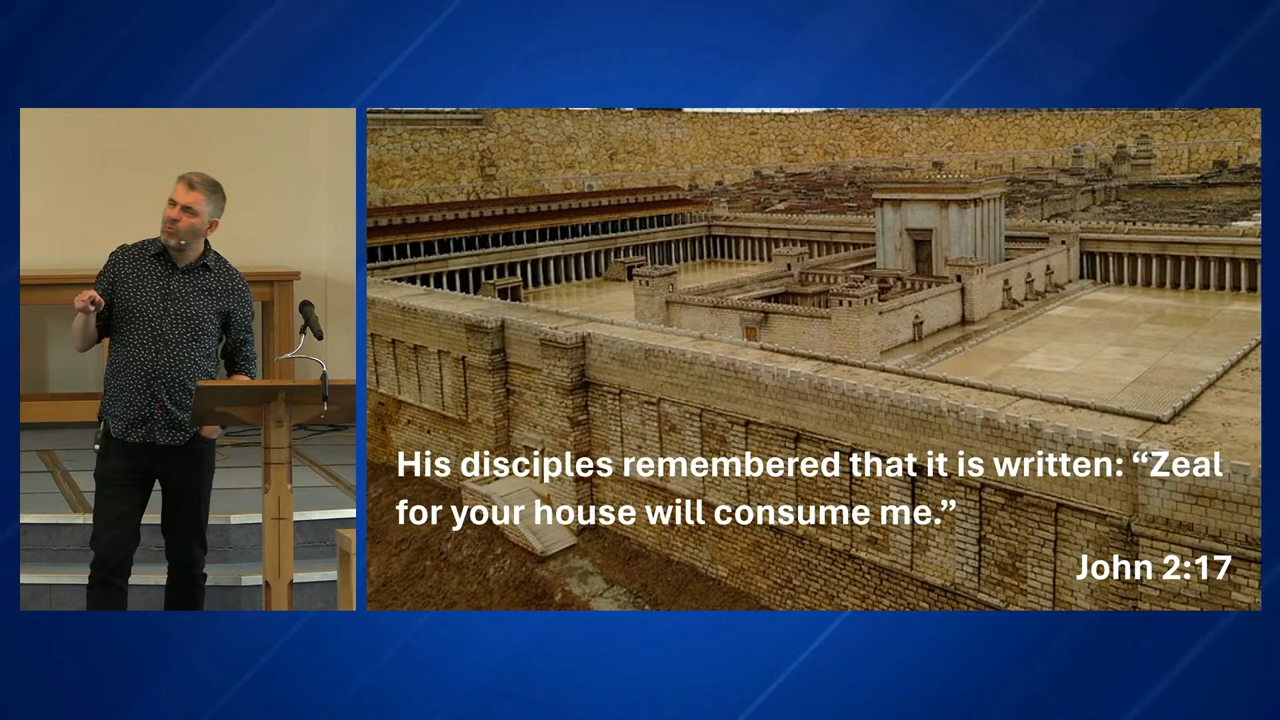 His disciples remembered that it is written: “Zeal
for your house will consume me.”
John 2:17